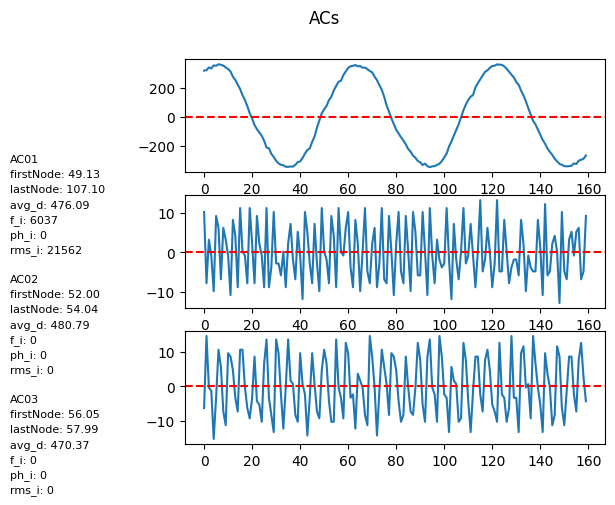 ACs
200
0
−200
0 20 40 60 80 100 120 140 160
10
0
−10
0 20 40 60 80 100 120 140 160
10
0
−10
0 20 40 60 80 100 120 140 160
AC01
firstNode: 49.13
lastNode: 107.10
avg_d: 476.09
f_i: 6037
ph_i: 0
rms_i: 21562
AC02
firstNode: 52.00
lastNode: 54.04
avg_d: 480.79
f_i: 0
ph_i: 0
rms_i: 0
AC03
firstNode: 56.05
lastNode: 57.99
avg_d: 470.37
f_i: 0
ph_i: 0
rms_i: 0